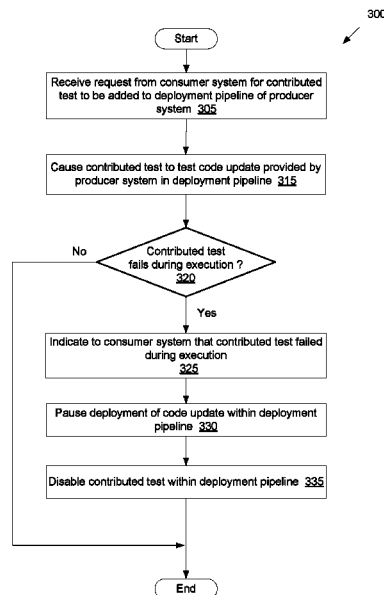 300
Start
Receive request from consumer system for contributed
test to be added to deployment pipeline of producer
system 305
Cause contributed test to test code update provided by
producer system in deployment pipeline 315
No
Contributed test
fails during execution ?
320
Yes
Indicate to consumer system that contributed test failed
during execution
325
Pause deployment of code update within deployment
pipeline 330
Disable contributed test within deployment pipeline 335
End